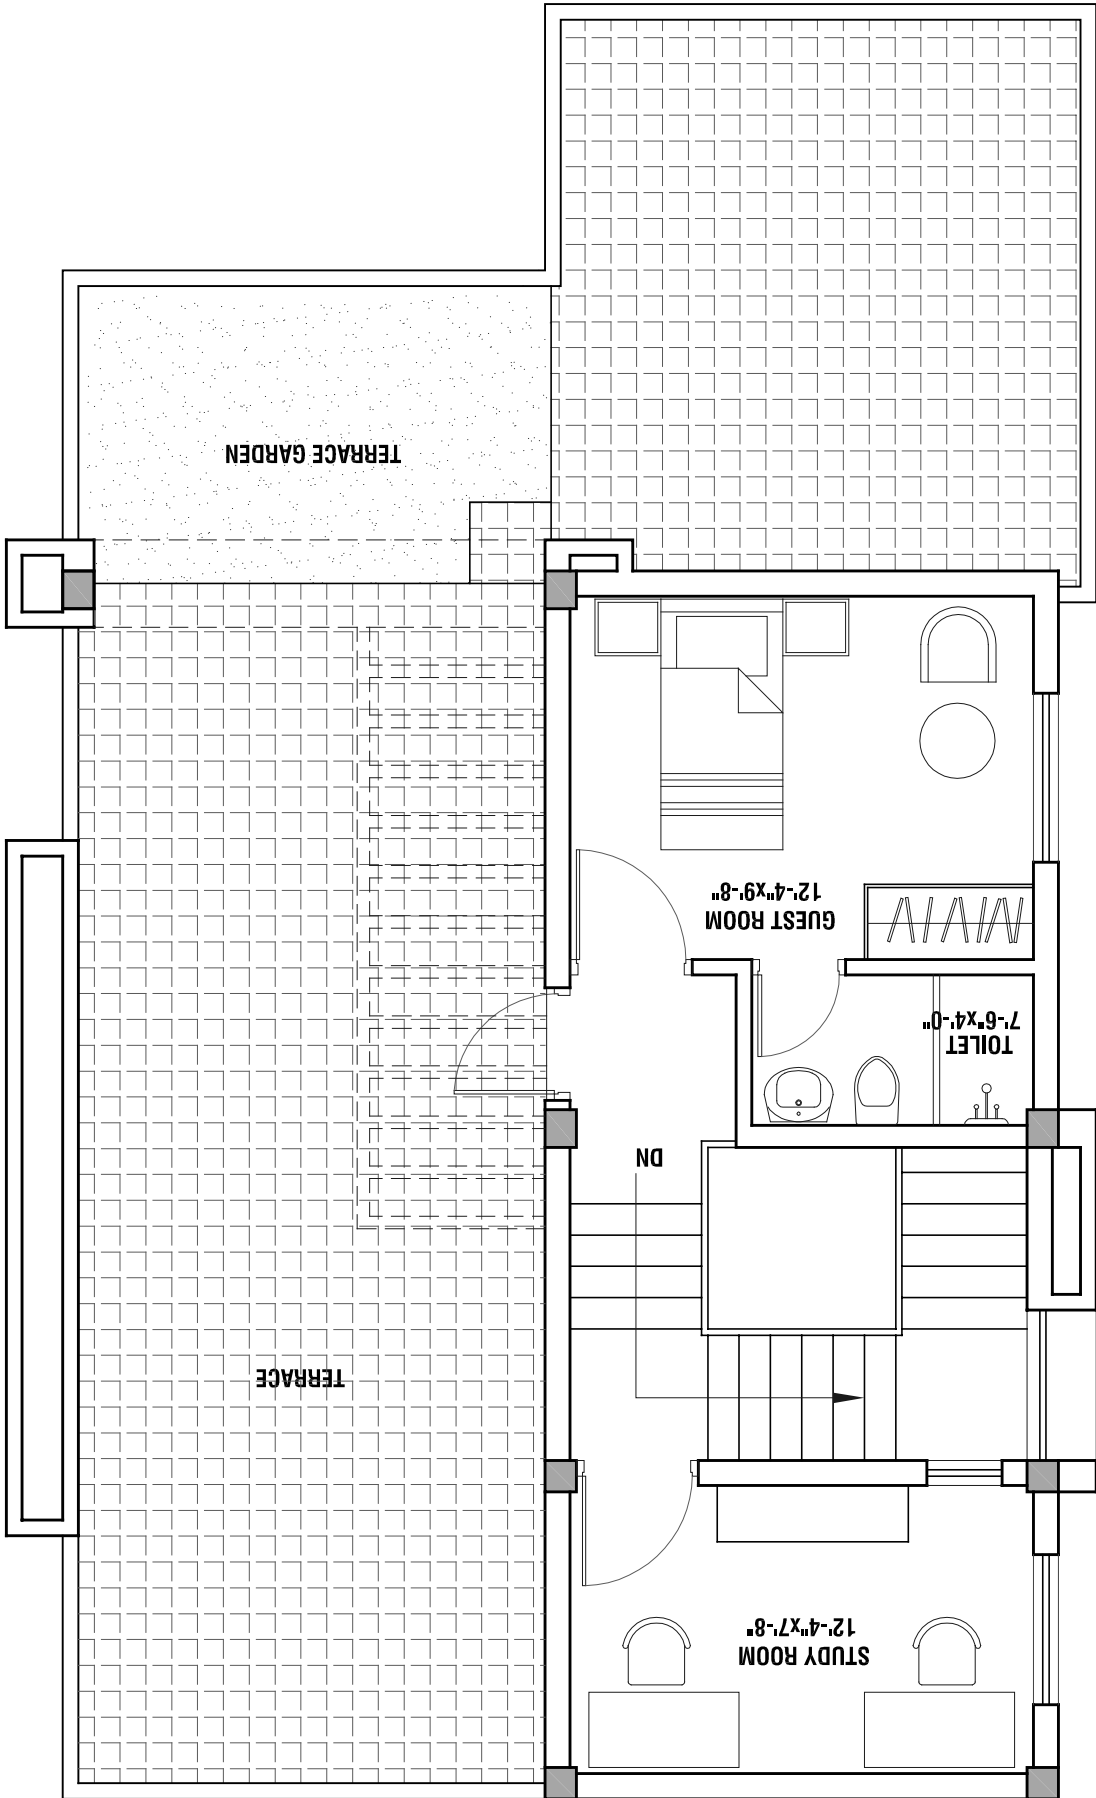 STUDY ROOM
12'-4"x7'-8"
TERRACE
DN
TOILET
7'-6"x4'-0"
GUEST ROOM
12'-4"x9'-8"
TERRACE GARDEN